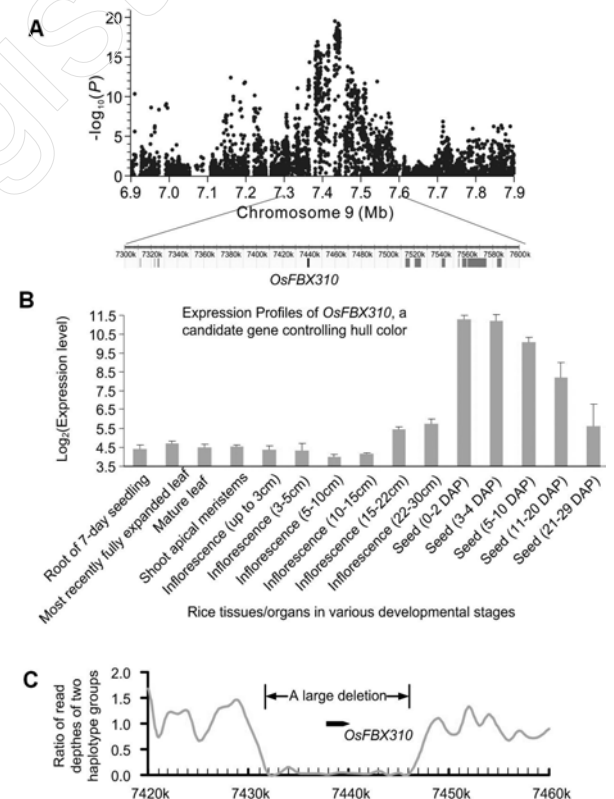 A
-log10(P)
20
15
10
5
0
6.9 7.0 7.1 7.2 7.3 7.4 7.5 7.6 7.7 7.8 7.9
Chromosome 9 (Mb)
7300k 7320k 7340k 7360k 7380k 7400k 7420k 7440k 7460k 7480k 7500k 7520k 7540k 7560k 7580k 7600k
OsFBX310
B
Expression Profiles of OsFBX310, a
candidate gene controlling hull color
Log2(Expression level)
11.5
10.5
9.5
8.5
7.5
6.5
5.5
4.5
3.5
Root of 7-day seedling
Most recently fully expanded leaf
Mature leaf
Shoot apical meristems
Inflorescence (up to 3cm)
Inflorescence (3-5cm)
Inflorescence (5-10cm)
Inflorescence (10-15cm)
Inflorescence (15-22cm)
Inflorescence (22-30cm)
Seed (0-2 DAP)
Seed (3-4 DAP)
Seed (5-10 DAP)
Seed (11-20 DAP)
Seed (21-29 DAP)
Rice tissues/organs in various developmental stages
C
Ratio of read
depthes of two
haplotype groups
2.0
1.5
1.0
0.5
0.0
A large deletion
OsFBX310
7420k 7430k 7440k 7450k 7460k